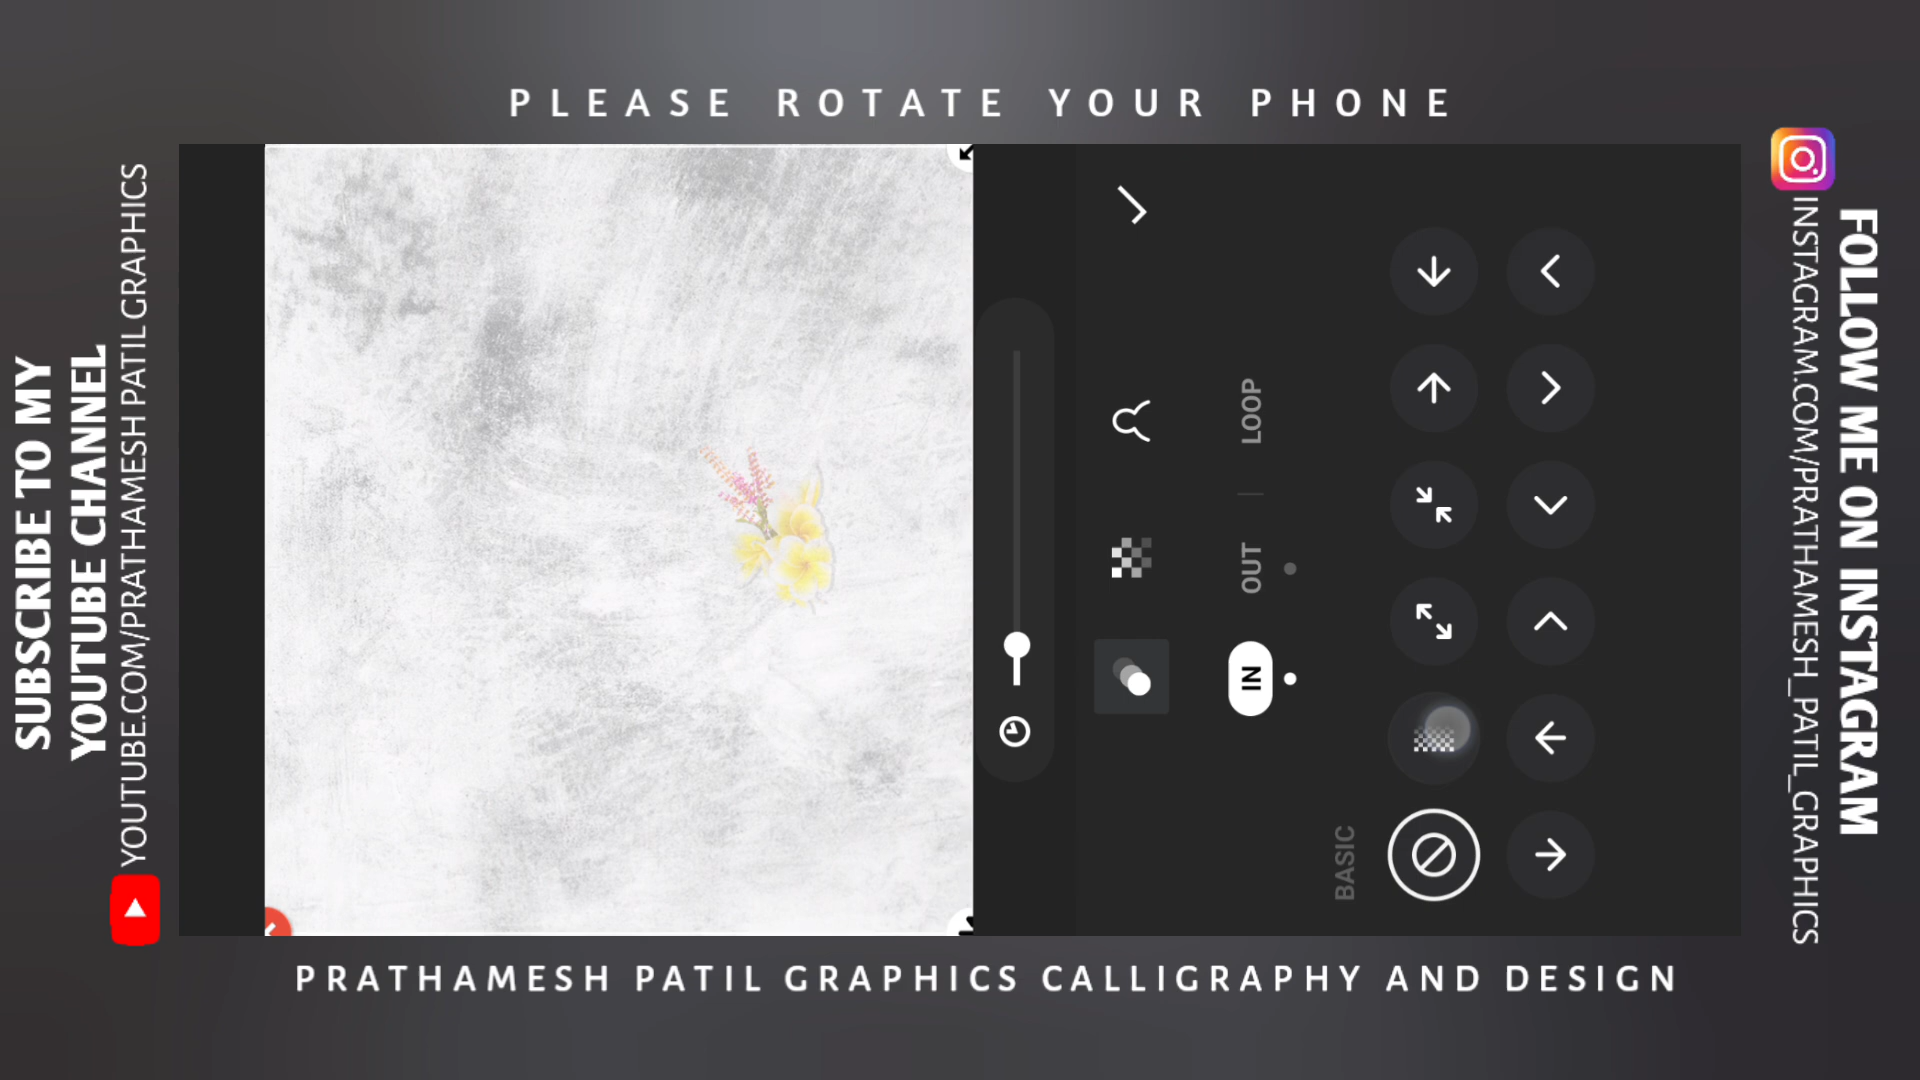 PLEASE ROTATE YOUR PHONE
SUBSCRIBE TO MY
YOUTUBE CHANNEL
YOUTUBE.COM/PRATHAMESH PATIL GRAPHICS
LOOP
OUT
IN
BASIC
FOLLOW ME ON INSTAGRAM
INSTAGRAM.COM/PRATHAMESH_PATIL_GRAPHICS
PRATHAMESH PATIL GRAPHICS CALLIGRAPHY AND DESIGN